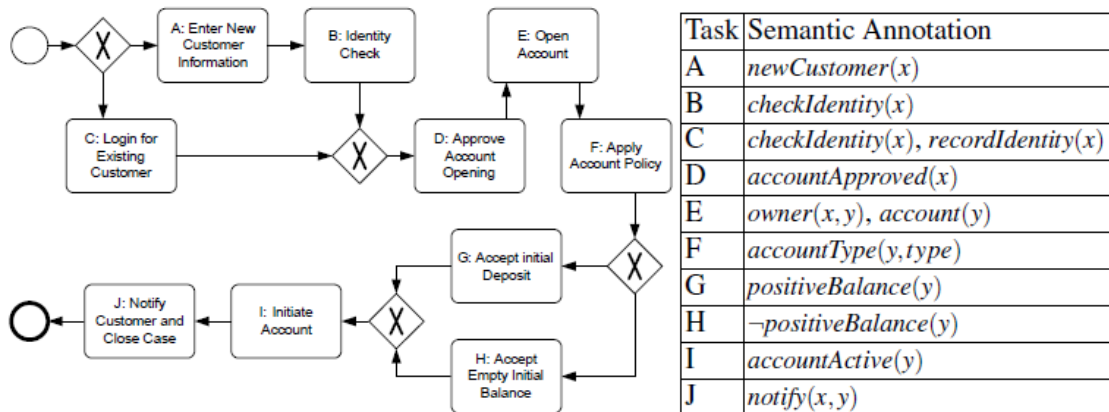 A: Enter New
Customer
Information
B: Identity
Check
E: Open
Account
C: Login for
Existing
Customer
D: Approve
Account
Opening
F: Apply
Account Policy
G: Accept initial
Deposit
J: Notify
Customer and
Close Case
I: Initiate
Account
H: Accept
Empty Initial
Balance
X
X
X
X
Task Semantic Annotation
A newCustomer(x)
B checkIdentity(x)
C checkIdentity(x), recordIdentity(x)
D accountApproved(x)
E owner(x,y), account(y)
F accountType(y,type)
G positiveBalance(y)
H ¬positiveBalance(y)
I accountActive(y)
J notify(x,y)